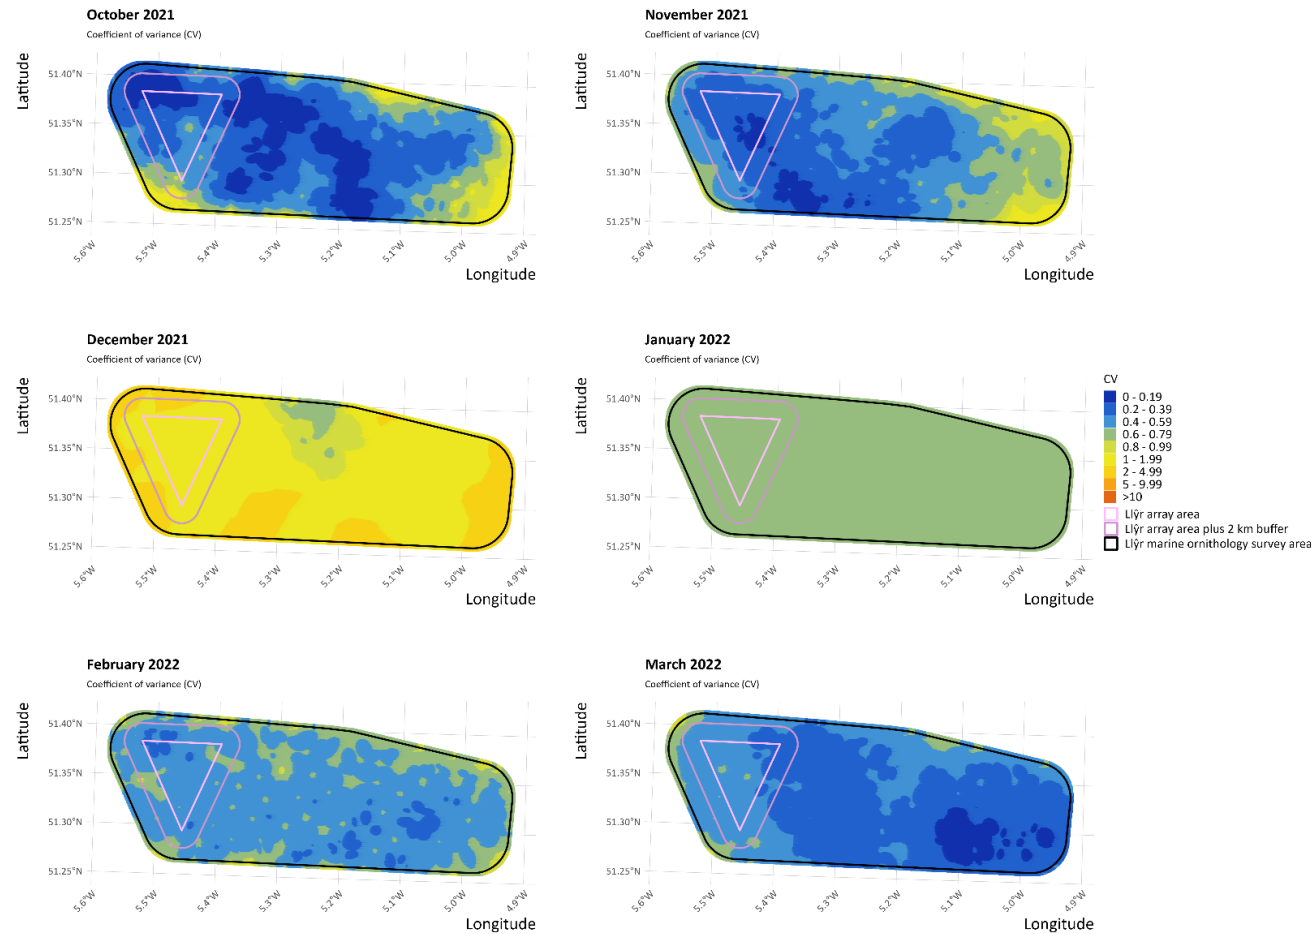 October 2021
Coefficient of variance (CV)
Latitude
51.40°N
51.35°N
51.30°N
51.25°N
5.6°W
5.5°W
5.4°W
5.3°W
5.2°W
5.1°W
5.0°W
4.9°W
Longitude
November 2021
Coefficient of variance (CV)
Latitude
51.40°N
51.35°N
51.30°N
51.25°N
5.6°W
5.5°W
5.4°W
5.3°W
5.2°W
5.1°W
5.0°W
4.9°W
Longitude
December 2021
Coefficient of variance (CV)
Latitude
51.40°N
51.35°N
51.30°N
51.25°N
5.6°W
5.5°W
5.4°W
5.3°W
5.2°W
5.1°W
5.0°W
4.9°W
Longitude
January 2022
Coefficient of variance (CV)
Latitude
51.40°N
51.35°N
51.30°N
51.25°N
5.6°W
5.5°W
5.4°W
5.3°W
5.2°W
5.1°W
5.0°W
4.9°W
Longitude
CV
0 - 0.19
0.2 - 0.39
0.4 - 0.59
0.6 - 0.79
0.8 - 0.99
1 - 1.99
2 - 4.99
5 - 9.99
>10
Llŷr array area
Llŷr array area plus 2 km buffer
Llŷr marine ornithology survey area
February 2022
Coefficient of variance (CV)
Latitude
51.40°N
51.35°N
51.30°N
51.25°N
5.6°W
5.5°W
5.4°W
5.3°W
5.2°W
5.1°W
5.0°W
4.9°W
Longitude
March 2022
Coefficient of variance (CV)
Latitude
51.40°N
51.35°N
51.30°N
51.25°N
5.6°W
5.5°W
5.4°W
5.3°W
5.2°W
5.1°W
5.0°W
4.9°W
Longitude